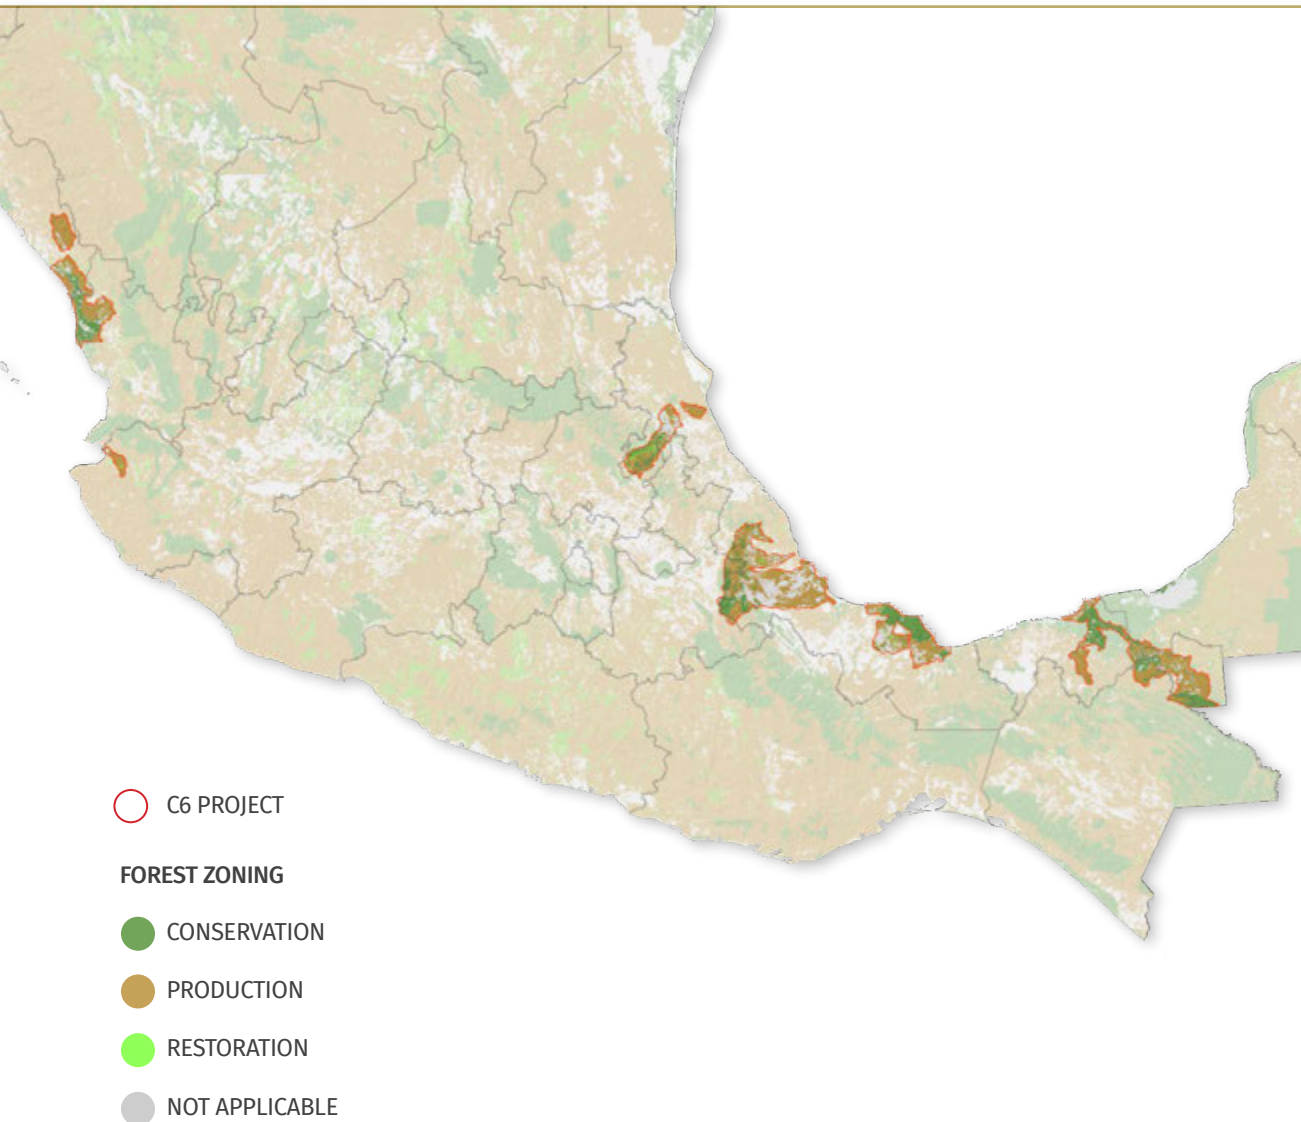 C6 PROJECT
FOREST ZONING
CONSERVATION
PRODUCTION
RESTORATION
NOT APPLICABLE